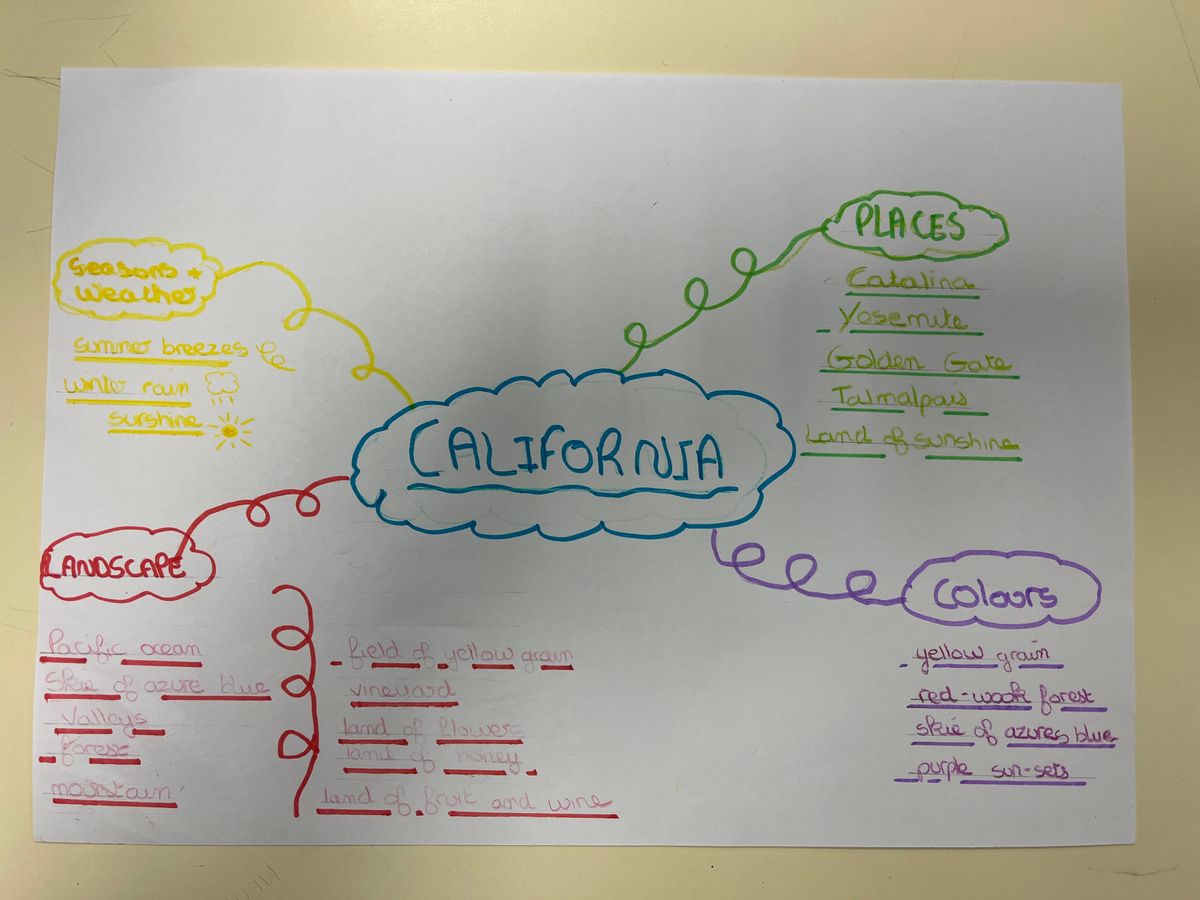 CALIFORNIA
Seasons +
Weather
summer breezes
winter rain
sunshine
PLACES
Catalina
Yosemite
Golden Gate
Talmalpais
Land of sunshine
LANDSCAPE
Pacific ocean
Skie of azure blue
Valleys
forest
mountain
field of yellow grain
vineyard
land of flowers
land of honey
land of fruit and wine
Colours
yellow grain
red-wook forest
skie of azures blue
purple sun-sets